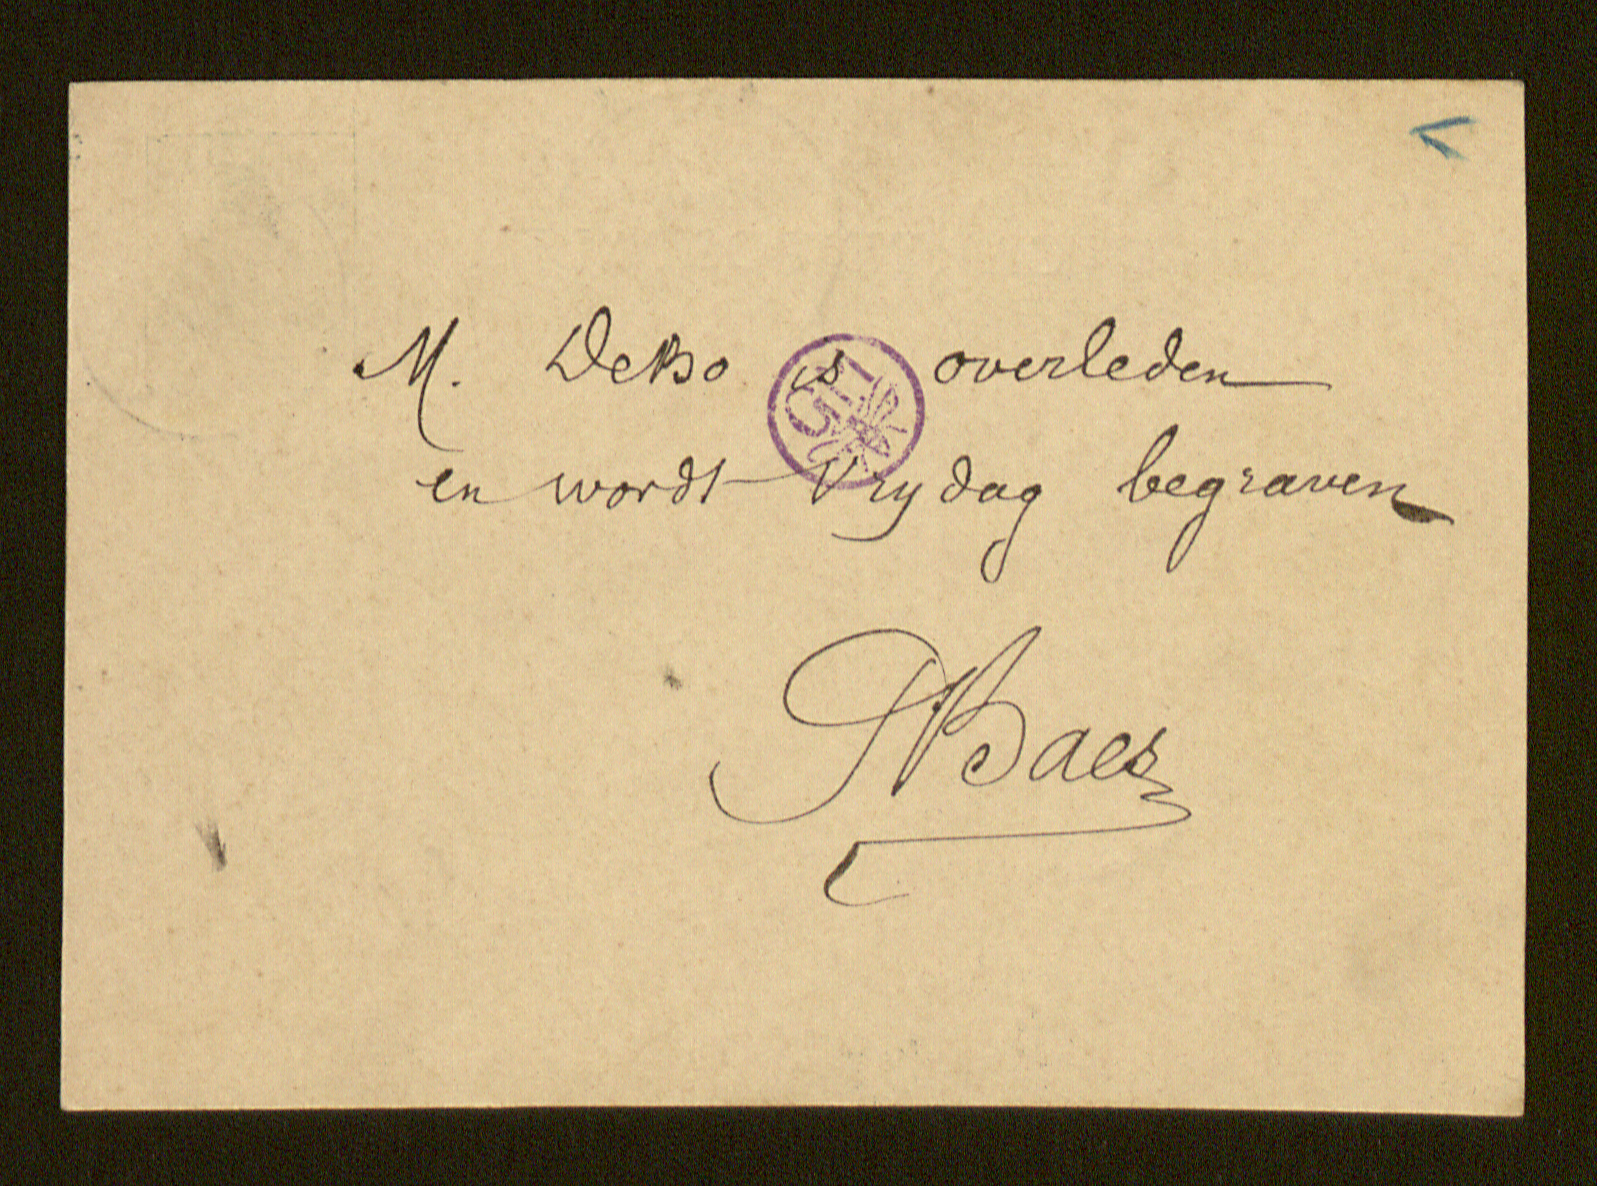 M. DeBo is overleden
en wordt Vrydag begraven
Baes